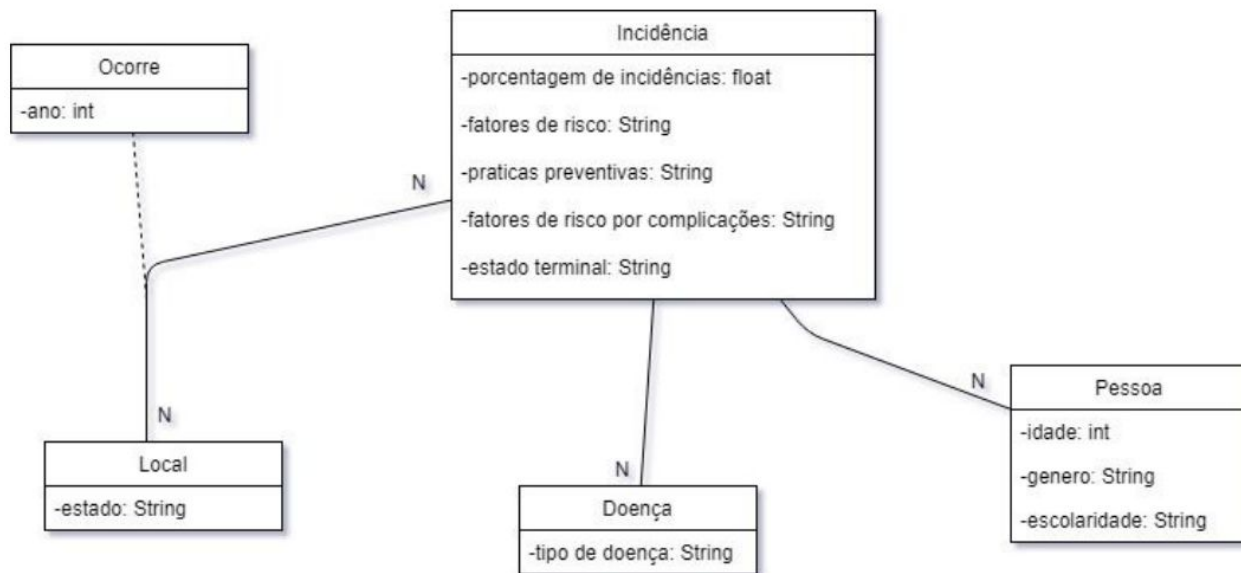 Ocorre
-ano: int
Incidência
-porcentagem de incidências: float
-fatores de risco: String
-praticas preventivas: String
-fatores de risco por complicações: String
-estado terminal: String
N
N
Local
-estado: String
N
Doença
-tipo de doença: String
N
Pessoa
-idade: int
-genero: String
-escolaridade: String